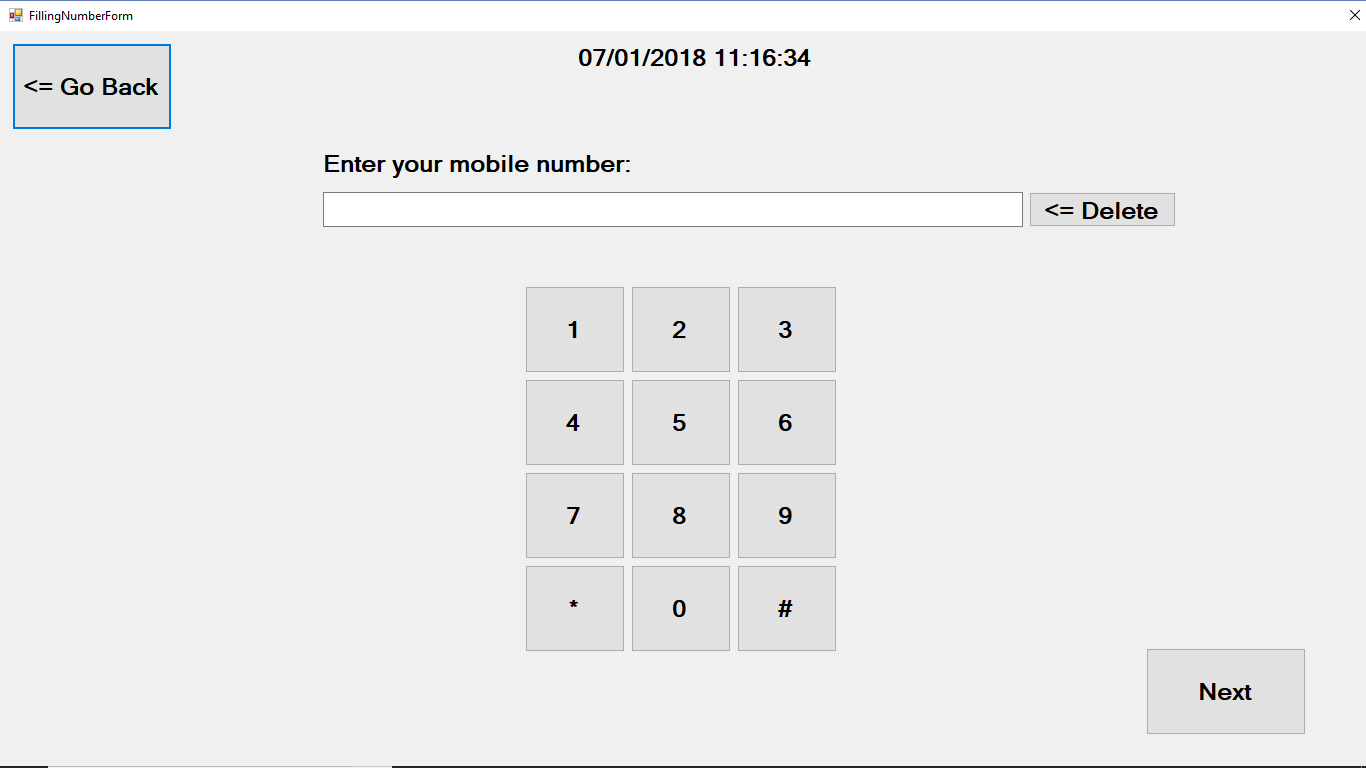 FillingNumberForm
07/01/2018 11:16:34
<= Go Back
Enter your mobile number:
<= Delete
1 2 3
4 5 6
7 8 9
* 0 #
Next